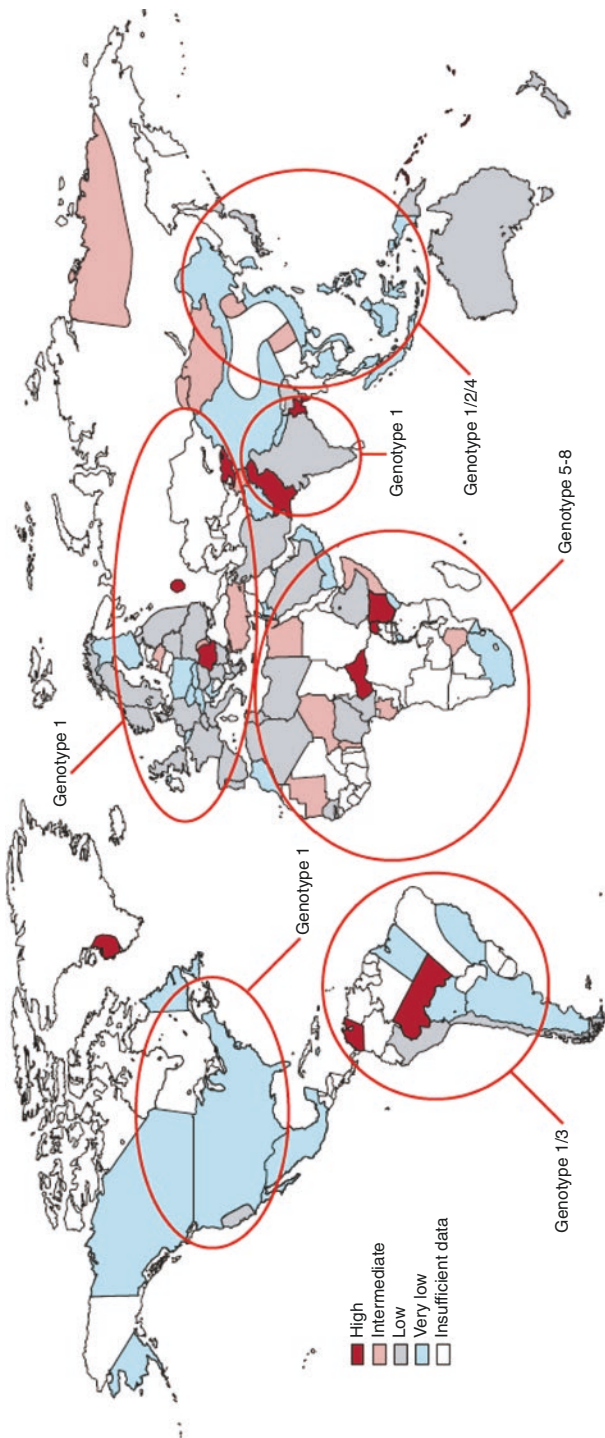 Genotype 1
Genotype 1
Genotype 1/3
Genotype 5-8
Genotype 1
Genotype 1/2/4
High
Intermediate
Low
Very low
Insufficient data